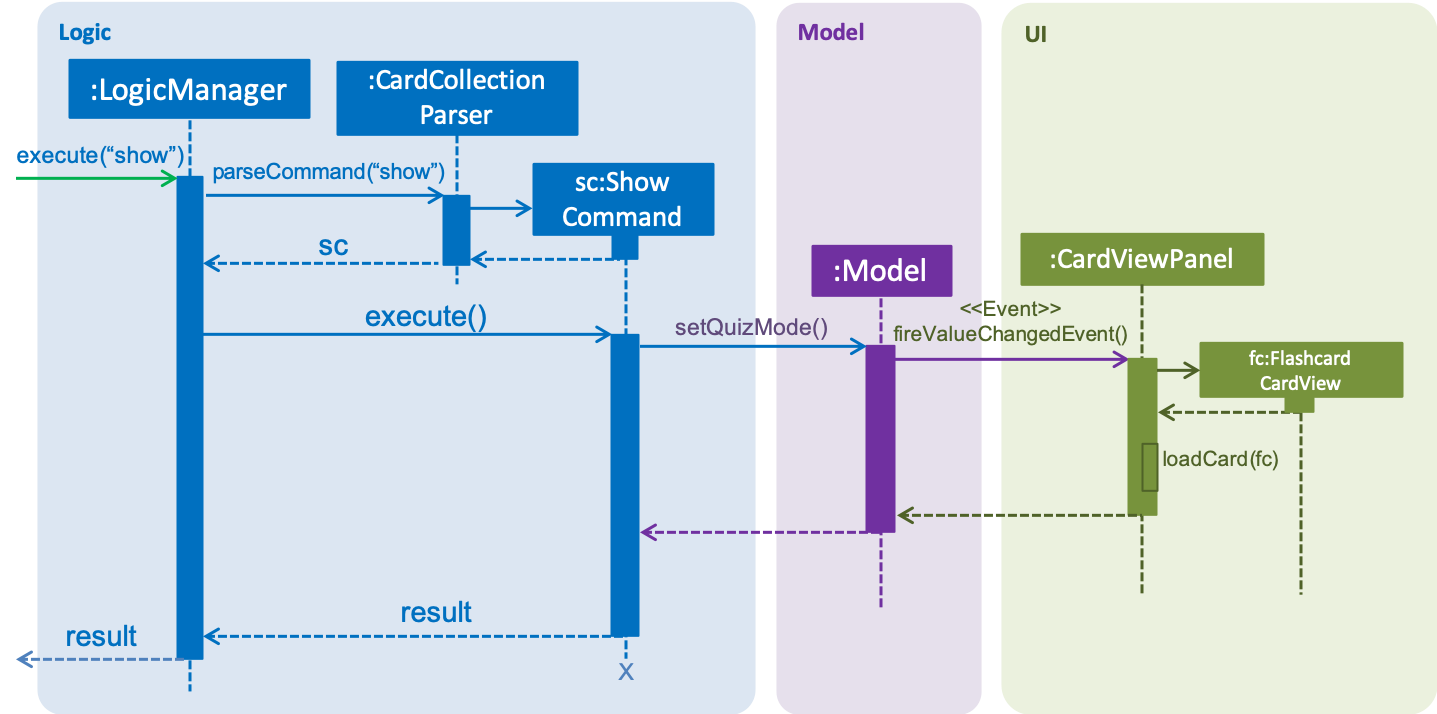 Logic
Model
UI
:LogicManager
:CardCollection
Parser
execute(“show”)
parseCommand(“show”)
sc:Show
Command
sc
:Model
:CardViewPanel
execute()
setQuizMode()
<<Event>>
fireValueChangedEvent()
fc:Flashcard
CardView
loadCard(fc)
result
result
X